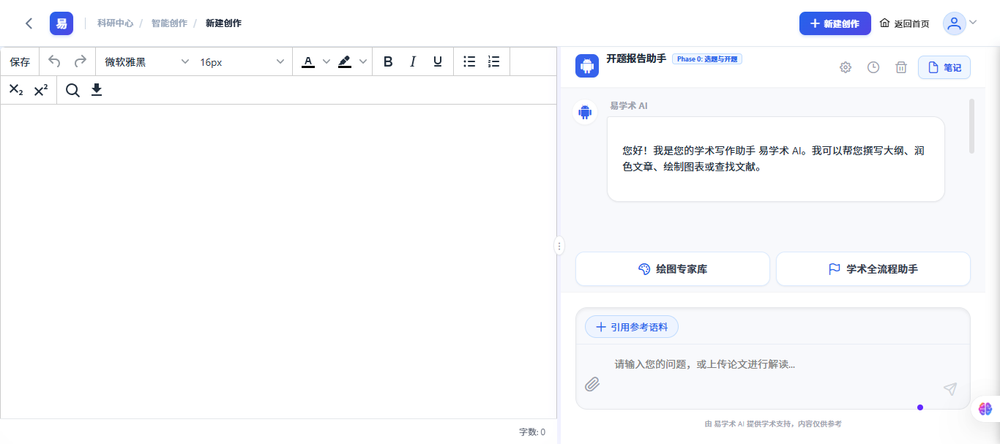 易
科研中心 / 智能创作 / 新建创作
新建创作
返回首页
保存
微软雅黑
16px
A
B I U
X₂ X²
字数: 0
开题报告助手
Phase 0: 选题与开题
笔记
易学术 AI
您好！我是您的学术写作助手 易学术 AI。我可以帮您撰写大纲、润
色文章、绘制图表或查找文献。
绘图专家库
学术全流程助手
引用参考语料
请输入您的问题，或上传论文进行解读...
由 易学术 AI 提供学术支持，内容仅供参考